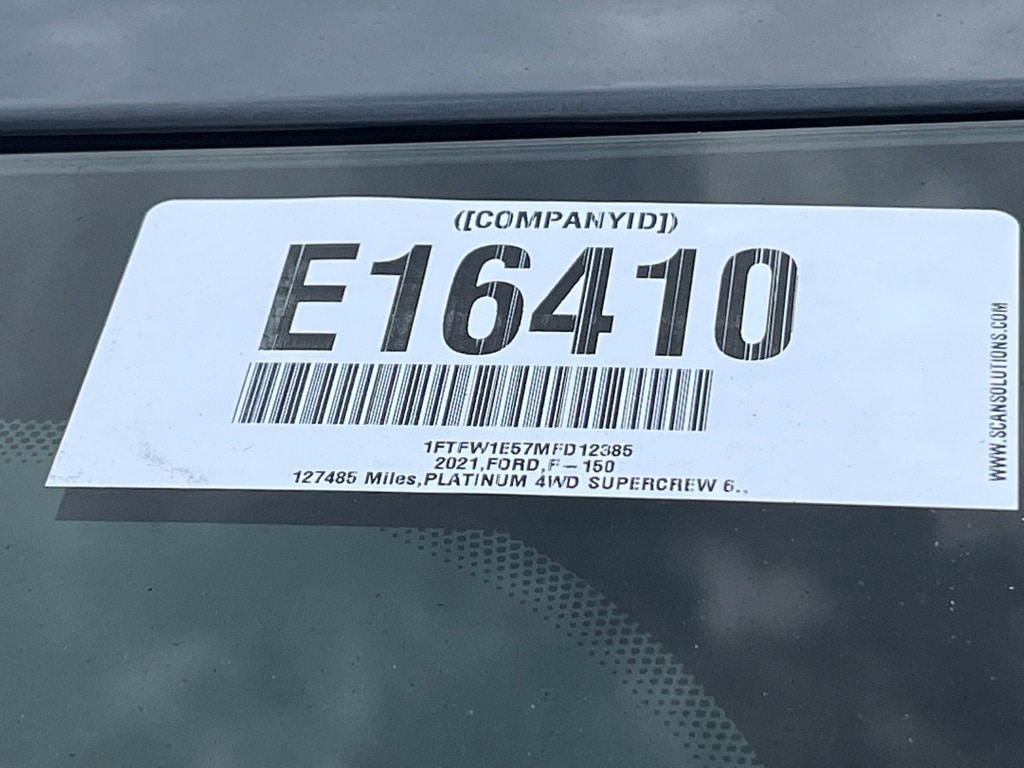 ([COMPANYID])
E16410
1FTFW1E57MFD12385
2021,FORD,F-150
127485 Miles,PLATINUM 4WD SUPERCREW 6.,
WWW.SCANSOLUTIONS.COM